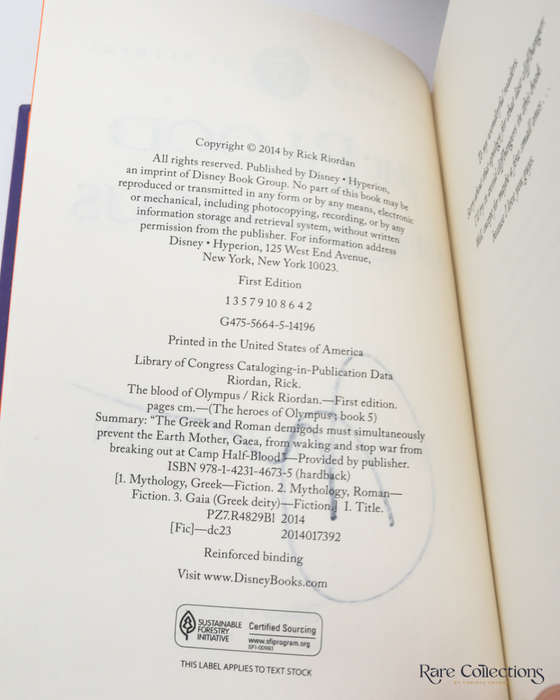 Copyright © 2014 by Rick Riordan
All rights reserved. Published by Disney • Hyperion,
an imprint of Disney Book Group. No part of this book may be
reproduced or transmitted in any form or by any means, electronic
or mechanical, including photocopying, recording, or by any
information storage and retrieval system, without written
permission from the publisher. For information address
Disney • Hyperion, 125 West End Avenue,
New York, New York 10023.
First Edition
1 3 5 7 9 10 8 6 4 2
G475-5664-5-14196
Printed in the United States of America
Library of Congress Cataloging-in-Publication Data
Riordan, Rick.
The blood of Olympus / Rick Riordan.—First edition.
pages cm.—(The heroes of Olympus ; book 5)
Summary: "The Greek and Roman demigods must simultaneously
prevent the Earth Mother, Gaea, from waking and stop war from
breaking out at Camp Half-Blood."—Provided by publisher.
ISBN 978-1-4231-4673-5 (hardback)
[1. Mythology, Greek—Fiction. 2. Mythology, Roman—
Fiction. 3. Gaia (Greek deity)—Fiction.] I. Title.
PZ7.R4829Bl 2014
[Fic]—dc23 2014017392
Reinforced binding
Visit www.DisneyBooks.com
SUSTAINABLE
FORESTRY
INITIATIVE
Certified Sourcing
www.sfiprogram.org
SFI-00993
THIS LABEL APPLIES TO TEXT STOCK
To my wonderful readers
Rare Collections